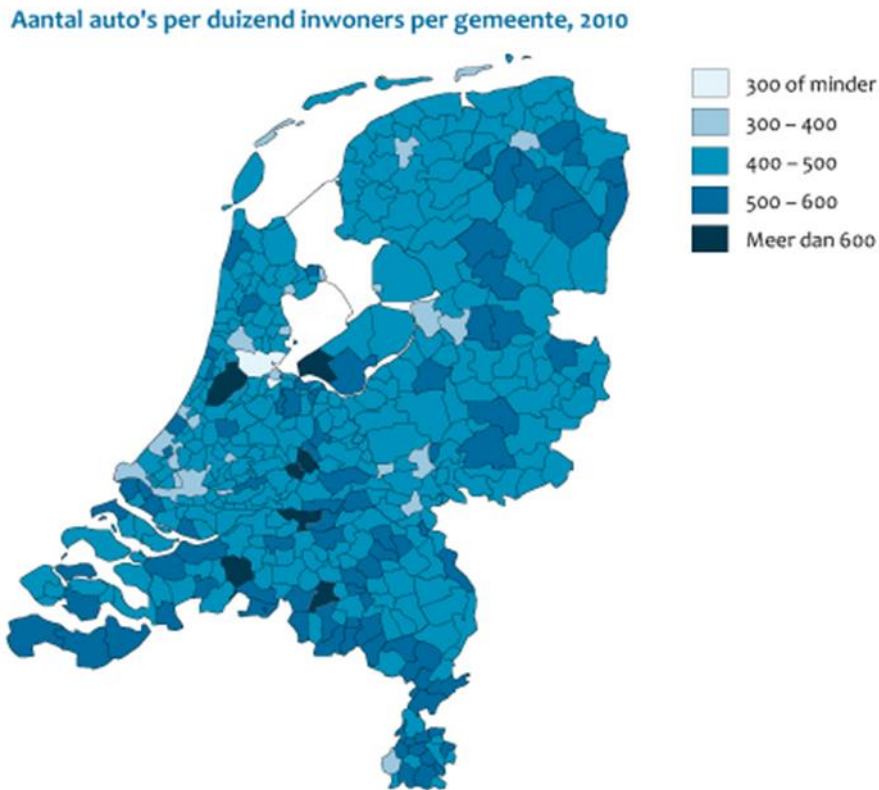 Aantal auto's per duizend inwoners per gemeente, 2010
300 of minder
300 – 400
400 – 500
500 – 600
Meer dan 600